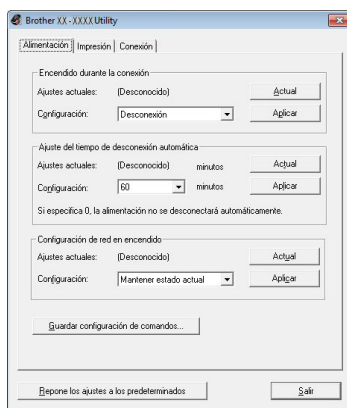 Brother XX-XXXX Utility
Alimentación Impresión Conexión
Encendido durante la conexión
Ajustes actuales: (Desconocido) Actual
Configuración: Desconexión Aplicar
Ajuste del tiempo de desconexión automática
Ajustes actuales: (Desconocido) minutos Actual
Configuración: 60 minutos Aplicar
Si especifica 0, la alimentación no se desconectará automáticamente.
Configuración de red en encendido
Ajustes actuales: (Desconocido) Actual
Configuración: Mantener estado actual Aplicar
Guardar configuración de comandos...
Repone los ajustes a los predeterminados Salir